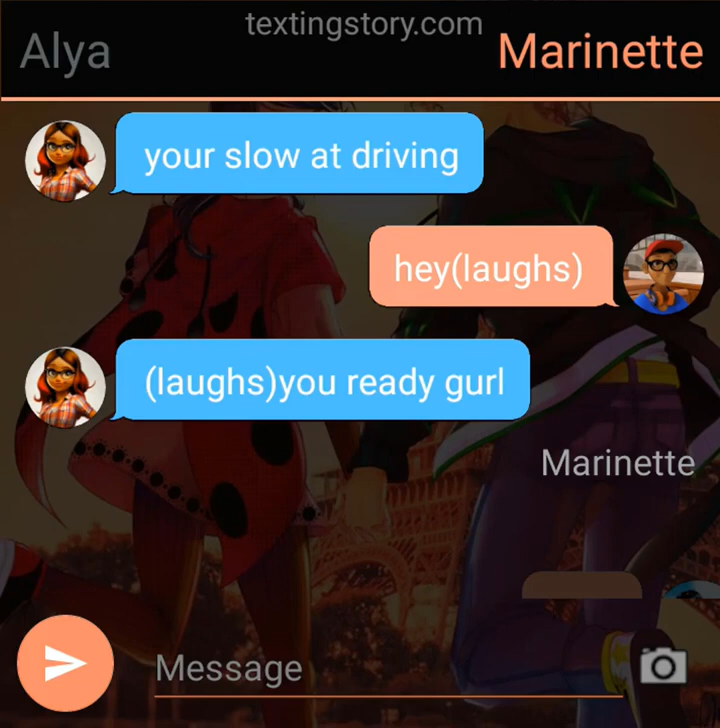 textingstory.com
Alya
Marinette
your slow at driving
hey(laughs)
(laughs)you ready gurl
Marinette
Message